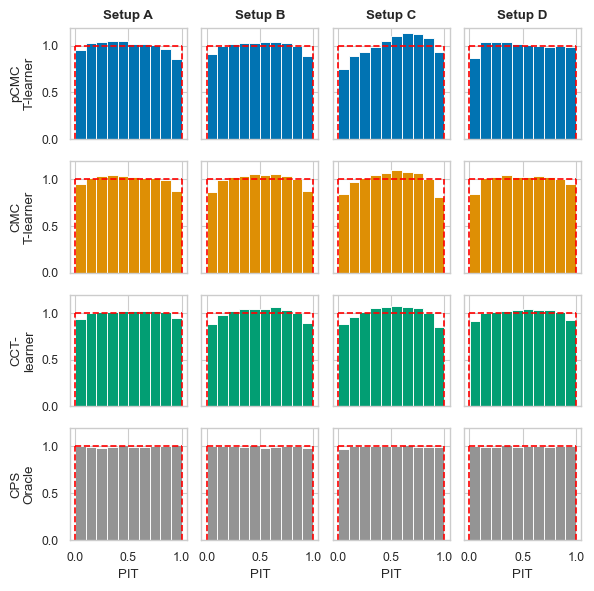 Setup A Setup B Setup C Setup D
pCMC
T-learner
1.0
0.5
0.0
CMC
T-learner
1.0
0.5
0.0
CCT-
learner
1.0
0.5
0.0
CPS
Oracle
1.0
0.5
0.0
0.0 0.5 1.0 0.0 0.5 1.0 0.0 0.5 1.0 0.0 0.5 1.0
PIT PIT PIT PIT